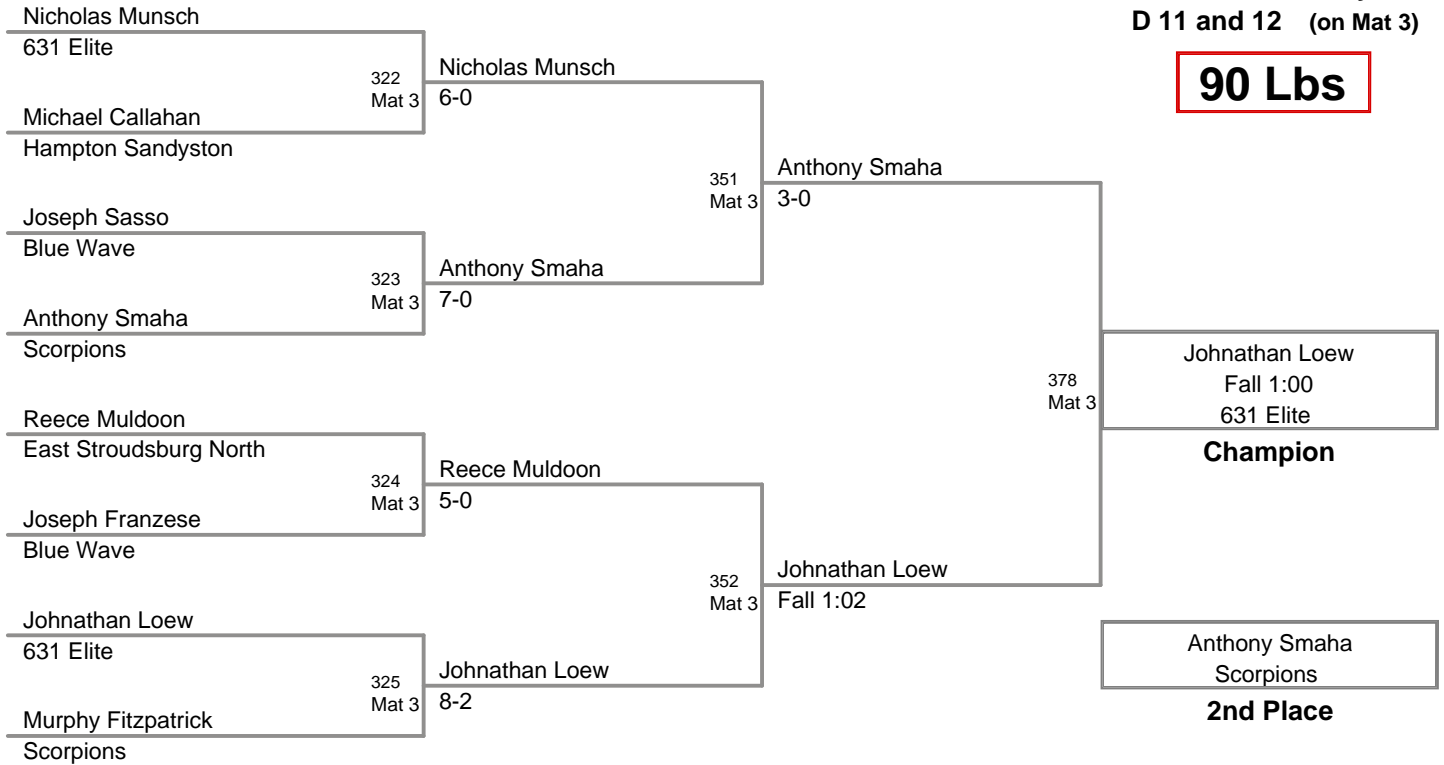 D 11 and 12 (on Mat 3)
90 Lbs
Nicholas Munsch
631 Elite
322
Mat 3
Nicholas Munsch
6-0
Michael Callahan
Hampton Sandyston
351
Mat 3
Anthony Smaha
3-0
Joseph Sasso
Blue Wave
323
Mat 3
Anthony Smaha
7-0
Anthony Smaha
Scorpions
378
Mat 3
Johnathan Loew
Fall 1:00
631 Elite
Champion
Reece Muldoon
East Stroudsburg North
324
Mat 3
Reece Muldoon
5-0
Joseph Franzese
Blue Wave
352
Mat 3
Johnathan Loew
Fall 1:02
Johnathan Loew
631 Elite
325
Mat 3
Johnathan Loew
8-2
Murphy Fitzpatrick
Scorpions
Anthony Smaha
Scorpions
2nd Place